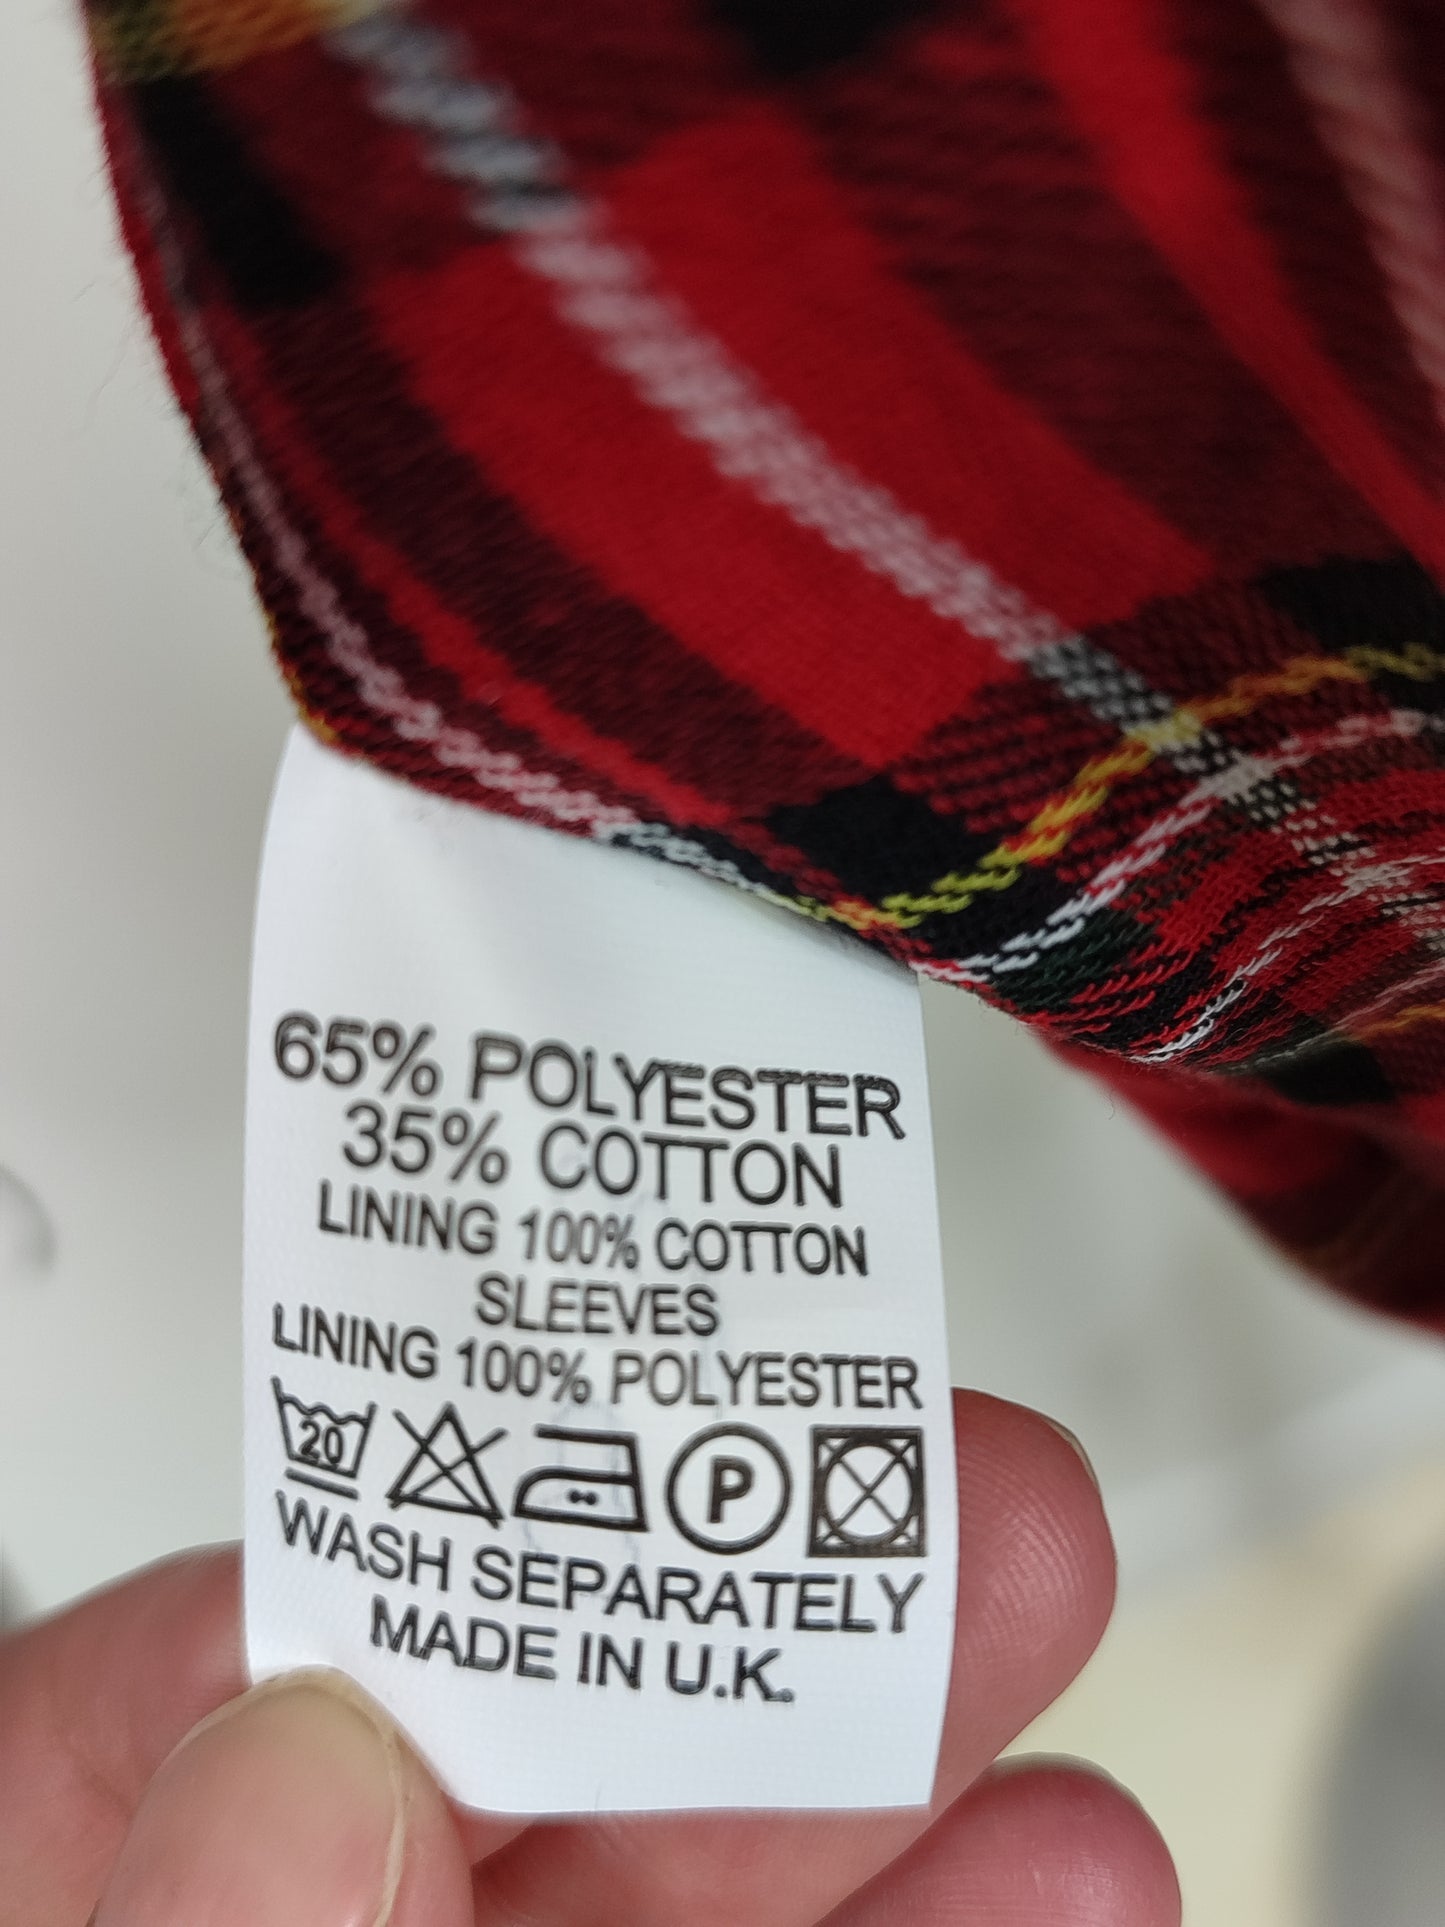 65% POLYESTER
35% COTTON
LINING 100% COTTON
SLEEVES
LINING 100% POLYESTER
20 P
WASH SEPARATELY
MADE IN U.K.